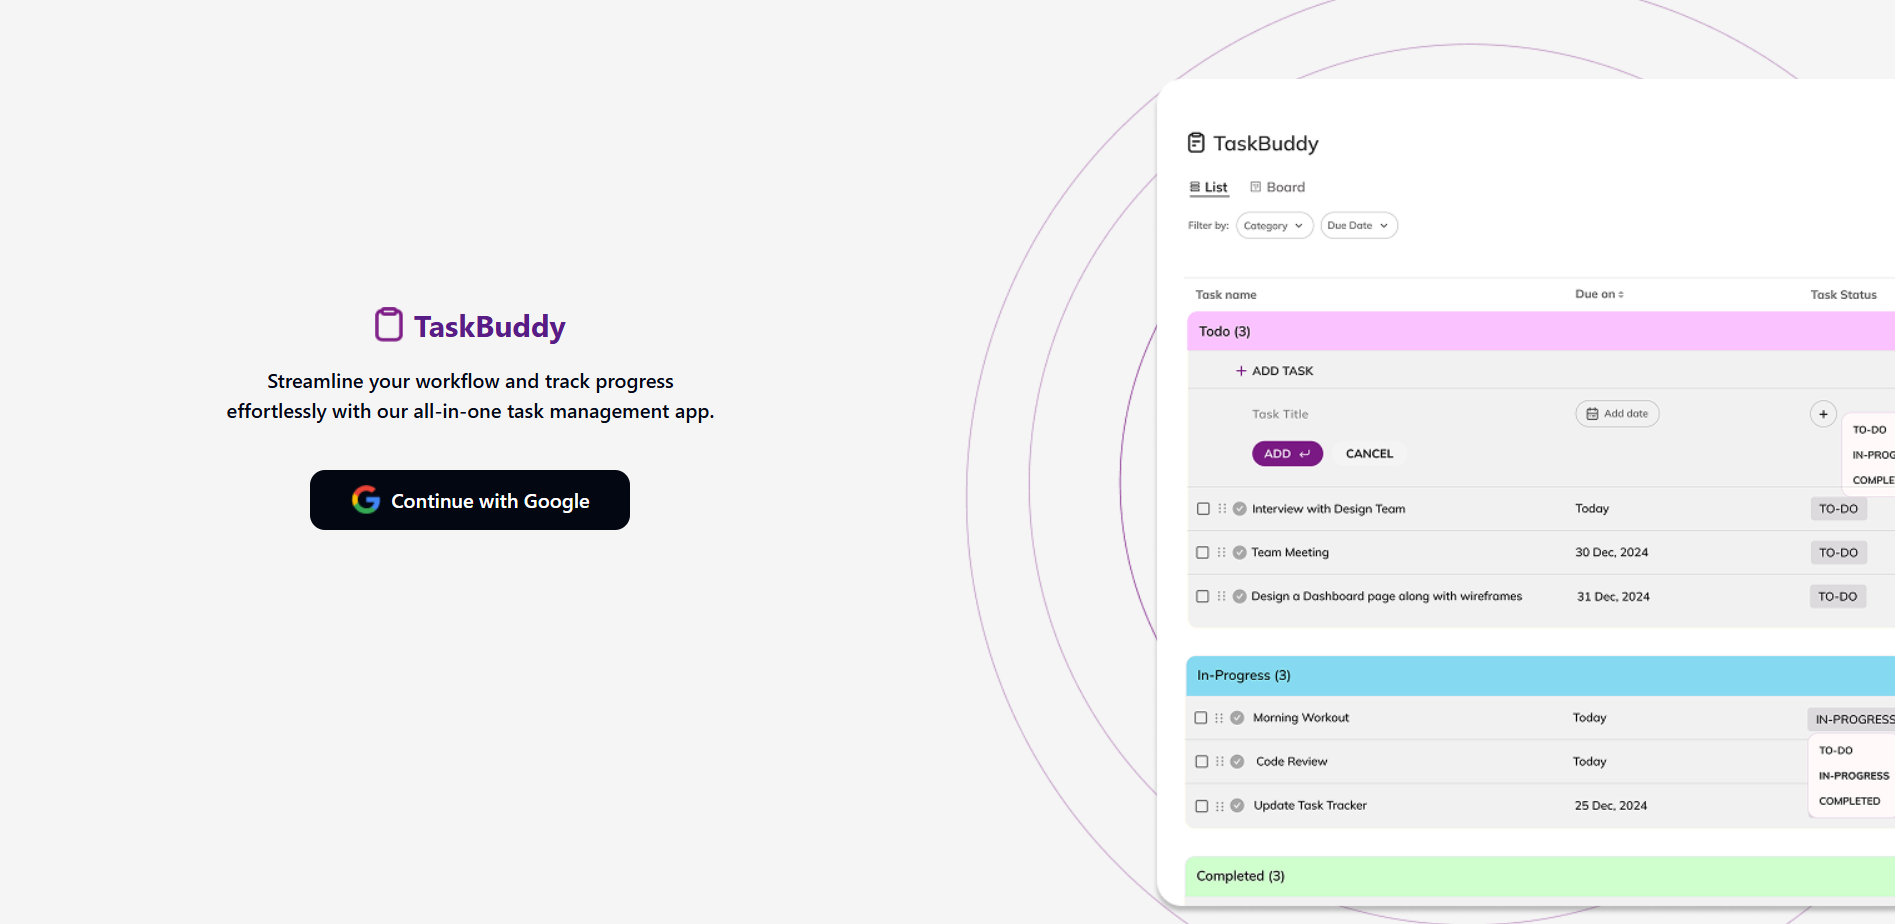 TaskBuddy
Streamline your workflow and track progress
effortlessly with our all-in-one task management app.
Continue with Google
TaskBuddy
List Board
Filter by: Category Due Date
Task name Due on Task Status
Todo (3)
+ ADD TASK
Task Title Add date +
TO-DO
IN-PROG
COMPLE
ADD CANCEL
Interview with Design Team Today TO-DO
Team Meeting 30 Dec, 2024 TO-DO
Design a Dashboard page along with wireframes 31 Dec, 2024 TO-DO
In-Progress (3)
Morning Workout Today IN-PROGRESS
TO-DO
IN-PROGRESS
COMPLETED
Code Review Today
Update Task Tracker 25 Dec, 2024
Completed (3)